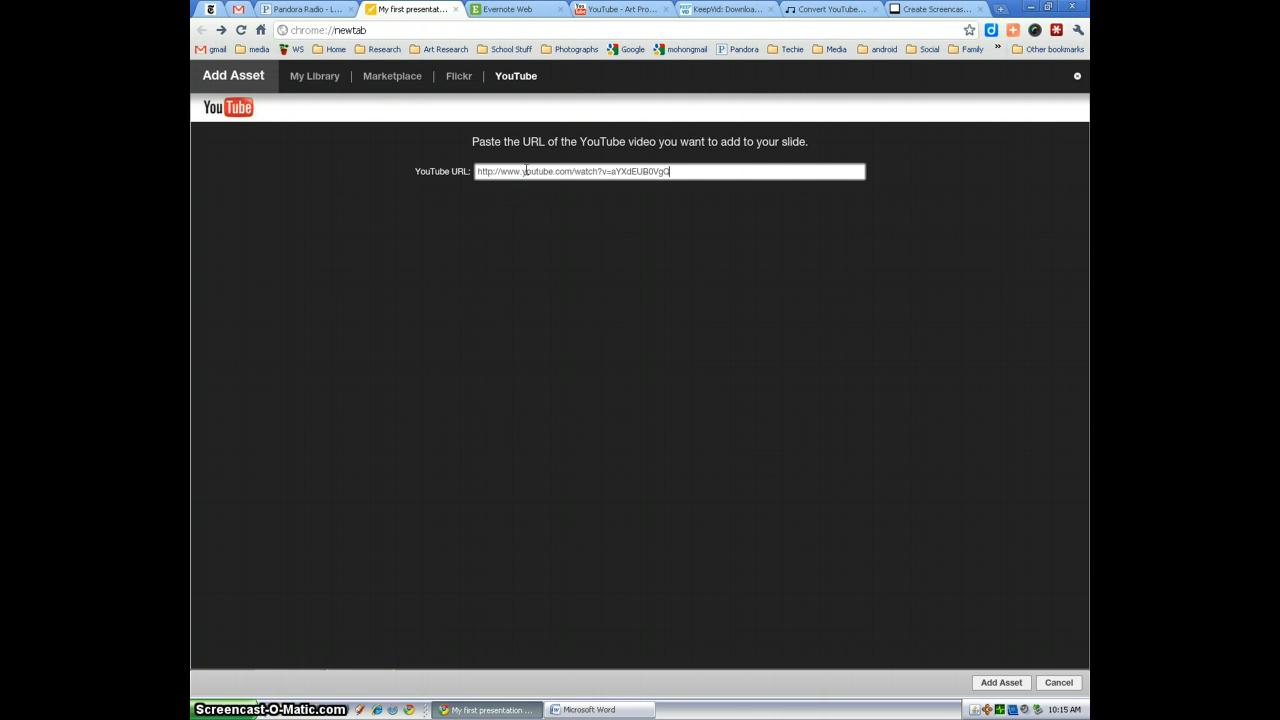 Pandora Radio - L...
My first presentat...
Evernote Web
YouTube - Art Pro...
KeepVid: Downloa...
Convert YouTube...
Create Screencas...
chrome://newtab
gmail
media
WS
Home
Research
Art Research
School Stuff
Photographs
Google
mohongmail
Pandora
Techie
Media
android
Social
Family
»
Other bookmarks
Add Asset
My Library
Marketplace
Flickr
YouTube
YouTube
Paste the URL of the YouTube video you want to add to your slide.
YouTube URL:
http://www.youtube.com/watch?v=aYXdEUB0VgQ
Add Asset
Cancel
Screencast-O-Matic.com
My first presentation ...
Microsoft Word
10:15 AM